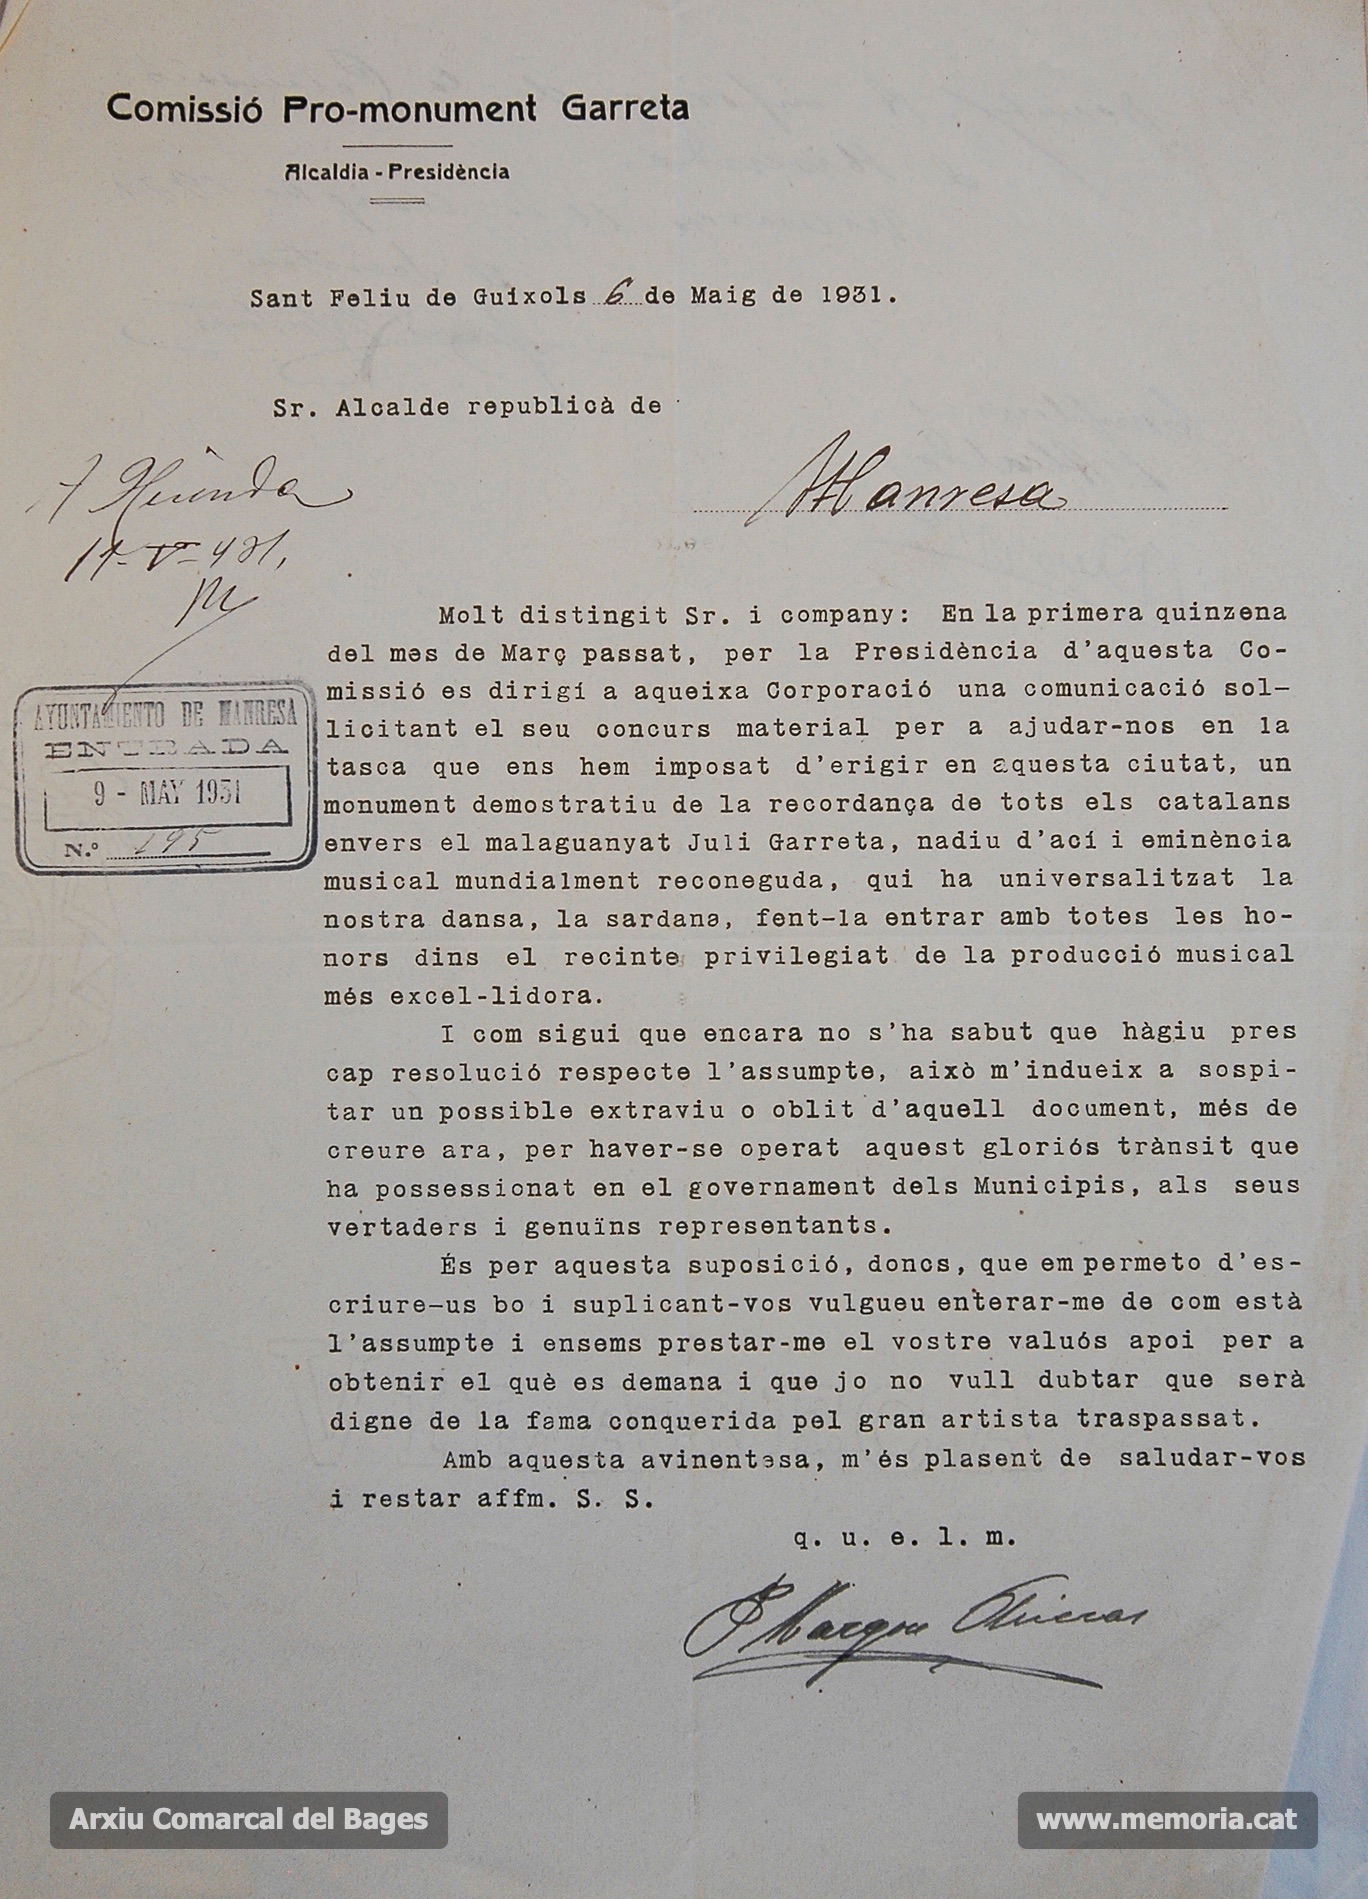 Comissió Pro-monument Garreta
Alcaldia - Presidència
Sant Feliu de Guixols 6 de Maig de 1931.
Sr. Alcalde republicà de
Manresa
11-V-931,
AYUNTAMIENTO DE MANRESA
ENTRADA
9 - MAY 1931
N.º 195
Molt distingit Sr. i company: En la primera quinzena
del mes de Març passat, per la Presidència d'aquesta Co-
missió es dirigí a aqueixa Corporació una comunicació sol-
licitant el seu concurs material per a ajudar-nos en la
tasca que ens hem imposat d'erigir en aquesta ciutat, un
monument demostratiu de la recordança de tots els catalans
envers el malaguanyat Juli Garreta, nadiu d'ací i eminència
musical mundialment reconeguda, qui ha universalitzat la
nostra dansa, la sardana, fent-la entrar amb totes les ho-
nors dins el recinte privilegiat de la producció musical
més excel-lidora.
I com sigui que encara no s'ha sabut que hàgiu pres
cap resolució respecte l'assumpte, això m'indueix a sospi-
tar un possible extraviu o oblit d'aquell document, més de
creure ara, per haver-se operat aquest gloriós trànsit que
ha possessionat en el governament dels Municipis, als seus
vertaders i genuïns representants.
És per aquesta suposició, doncs, que em permeto d'es-
criure-us bo i suplicant-vos vulgueu enterar-me de com està
l'assumpte i ensems prestar-me el vostre valuós apoi per a
obtenir el què es demana i que jo no vull dubtar que serà
digne de la fama conquerida pel gran artista traspassat.
Amb aquesta avinentesa, m'és plasent de saludar-vos
i restar affm. S. S.
q. u. e. l. m.
Arxiu Comarcal del Bages
www.memoria.cat